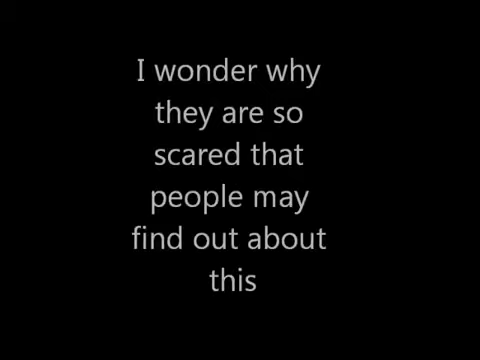 I wonder why
they are so
scared that
people may
find out about
this